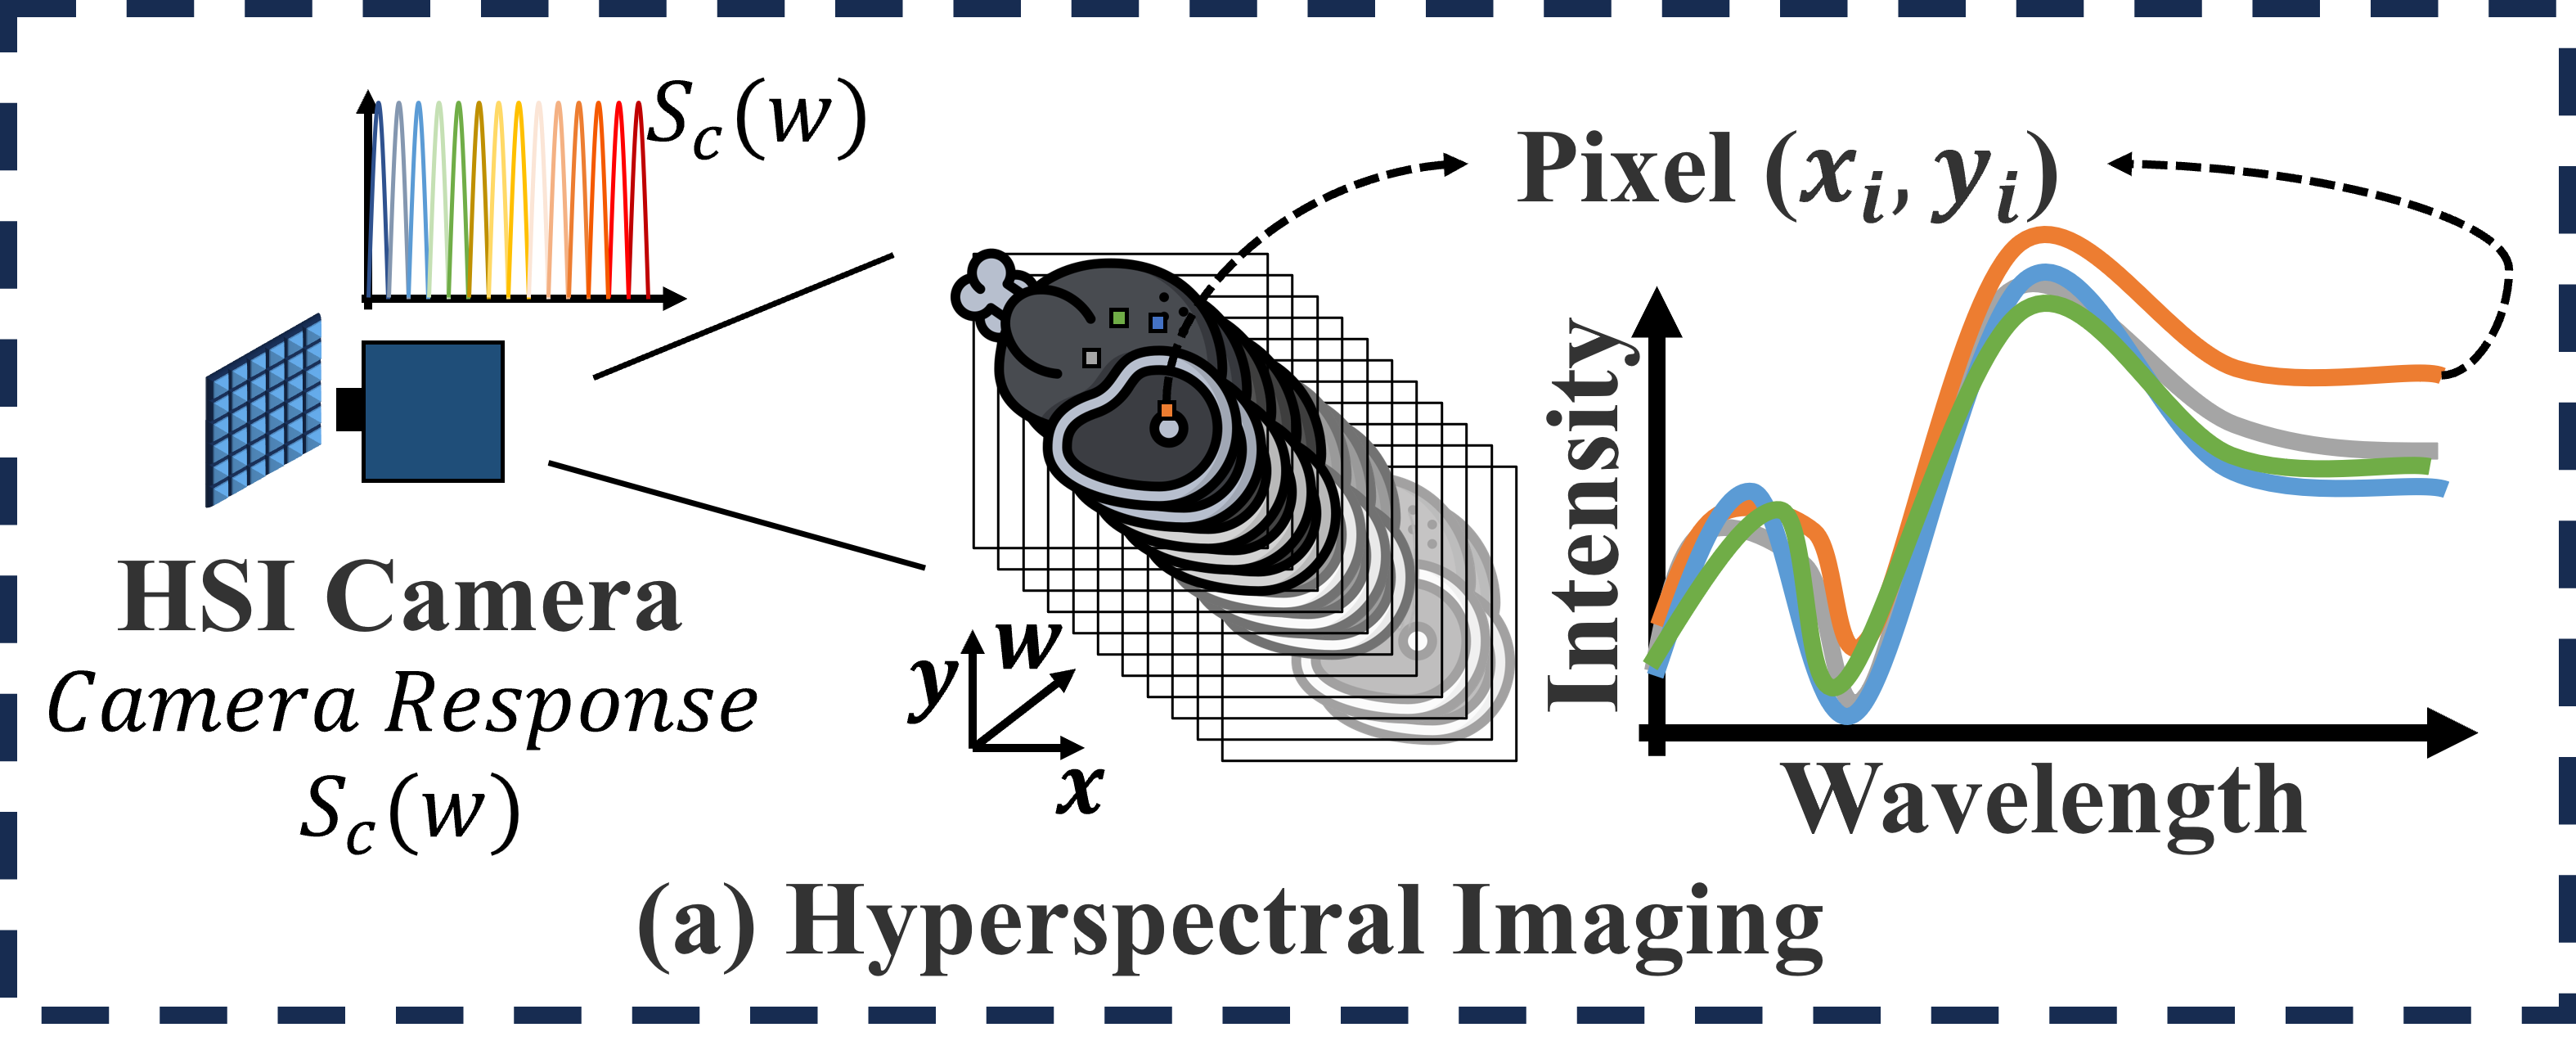 S_c(w)
Pixel (x_i, y_i)
HSI Camera
Camera Response
S_c(w)
y
w
x
Intensity
Wavelength
(a) Hyperspectral Imaging